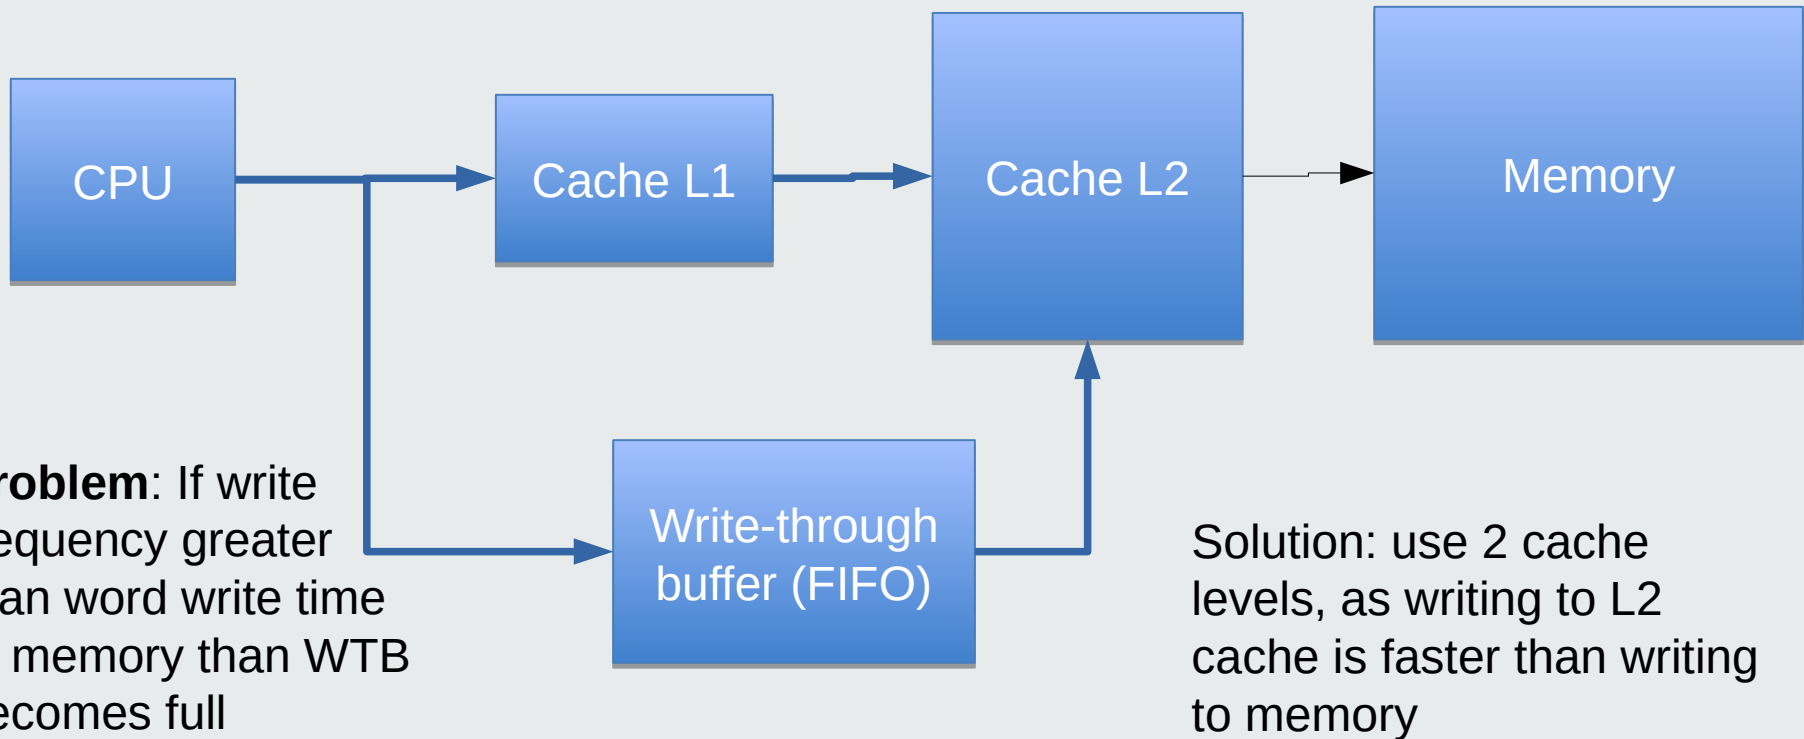 CPU
Cache L1
Cache L2
Memory
roblem: If write
equency greater
an word write time
memory than WTB
ecomes full
Write-through
buffer (FIFO)
Solution: use 2 cache
levels, as writing to L2
cache is faster than writing
to memory